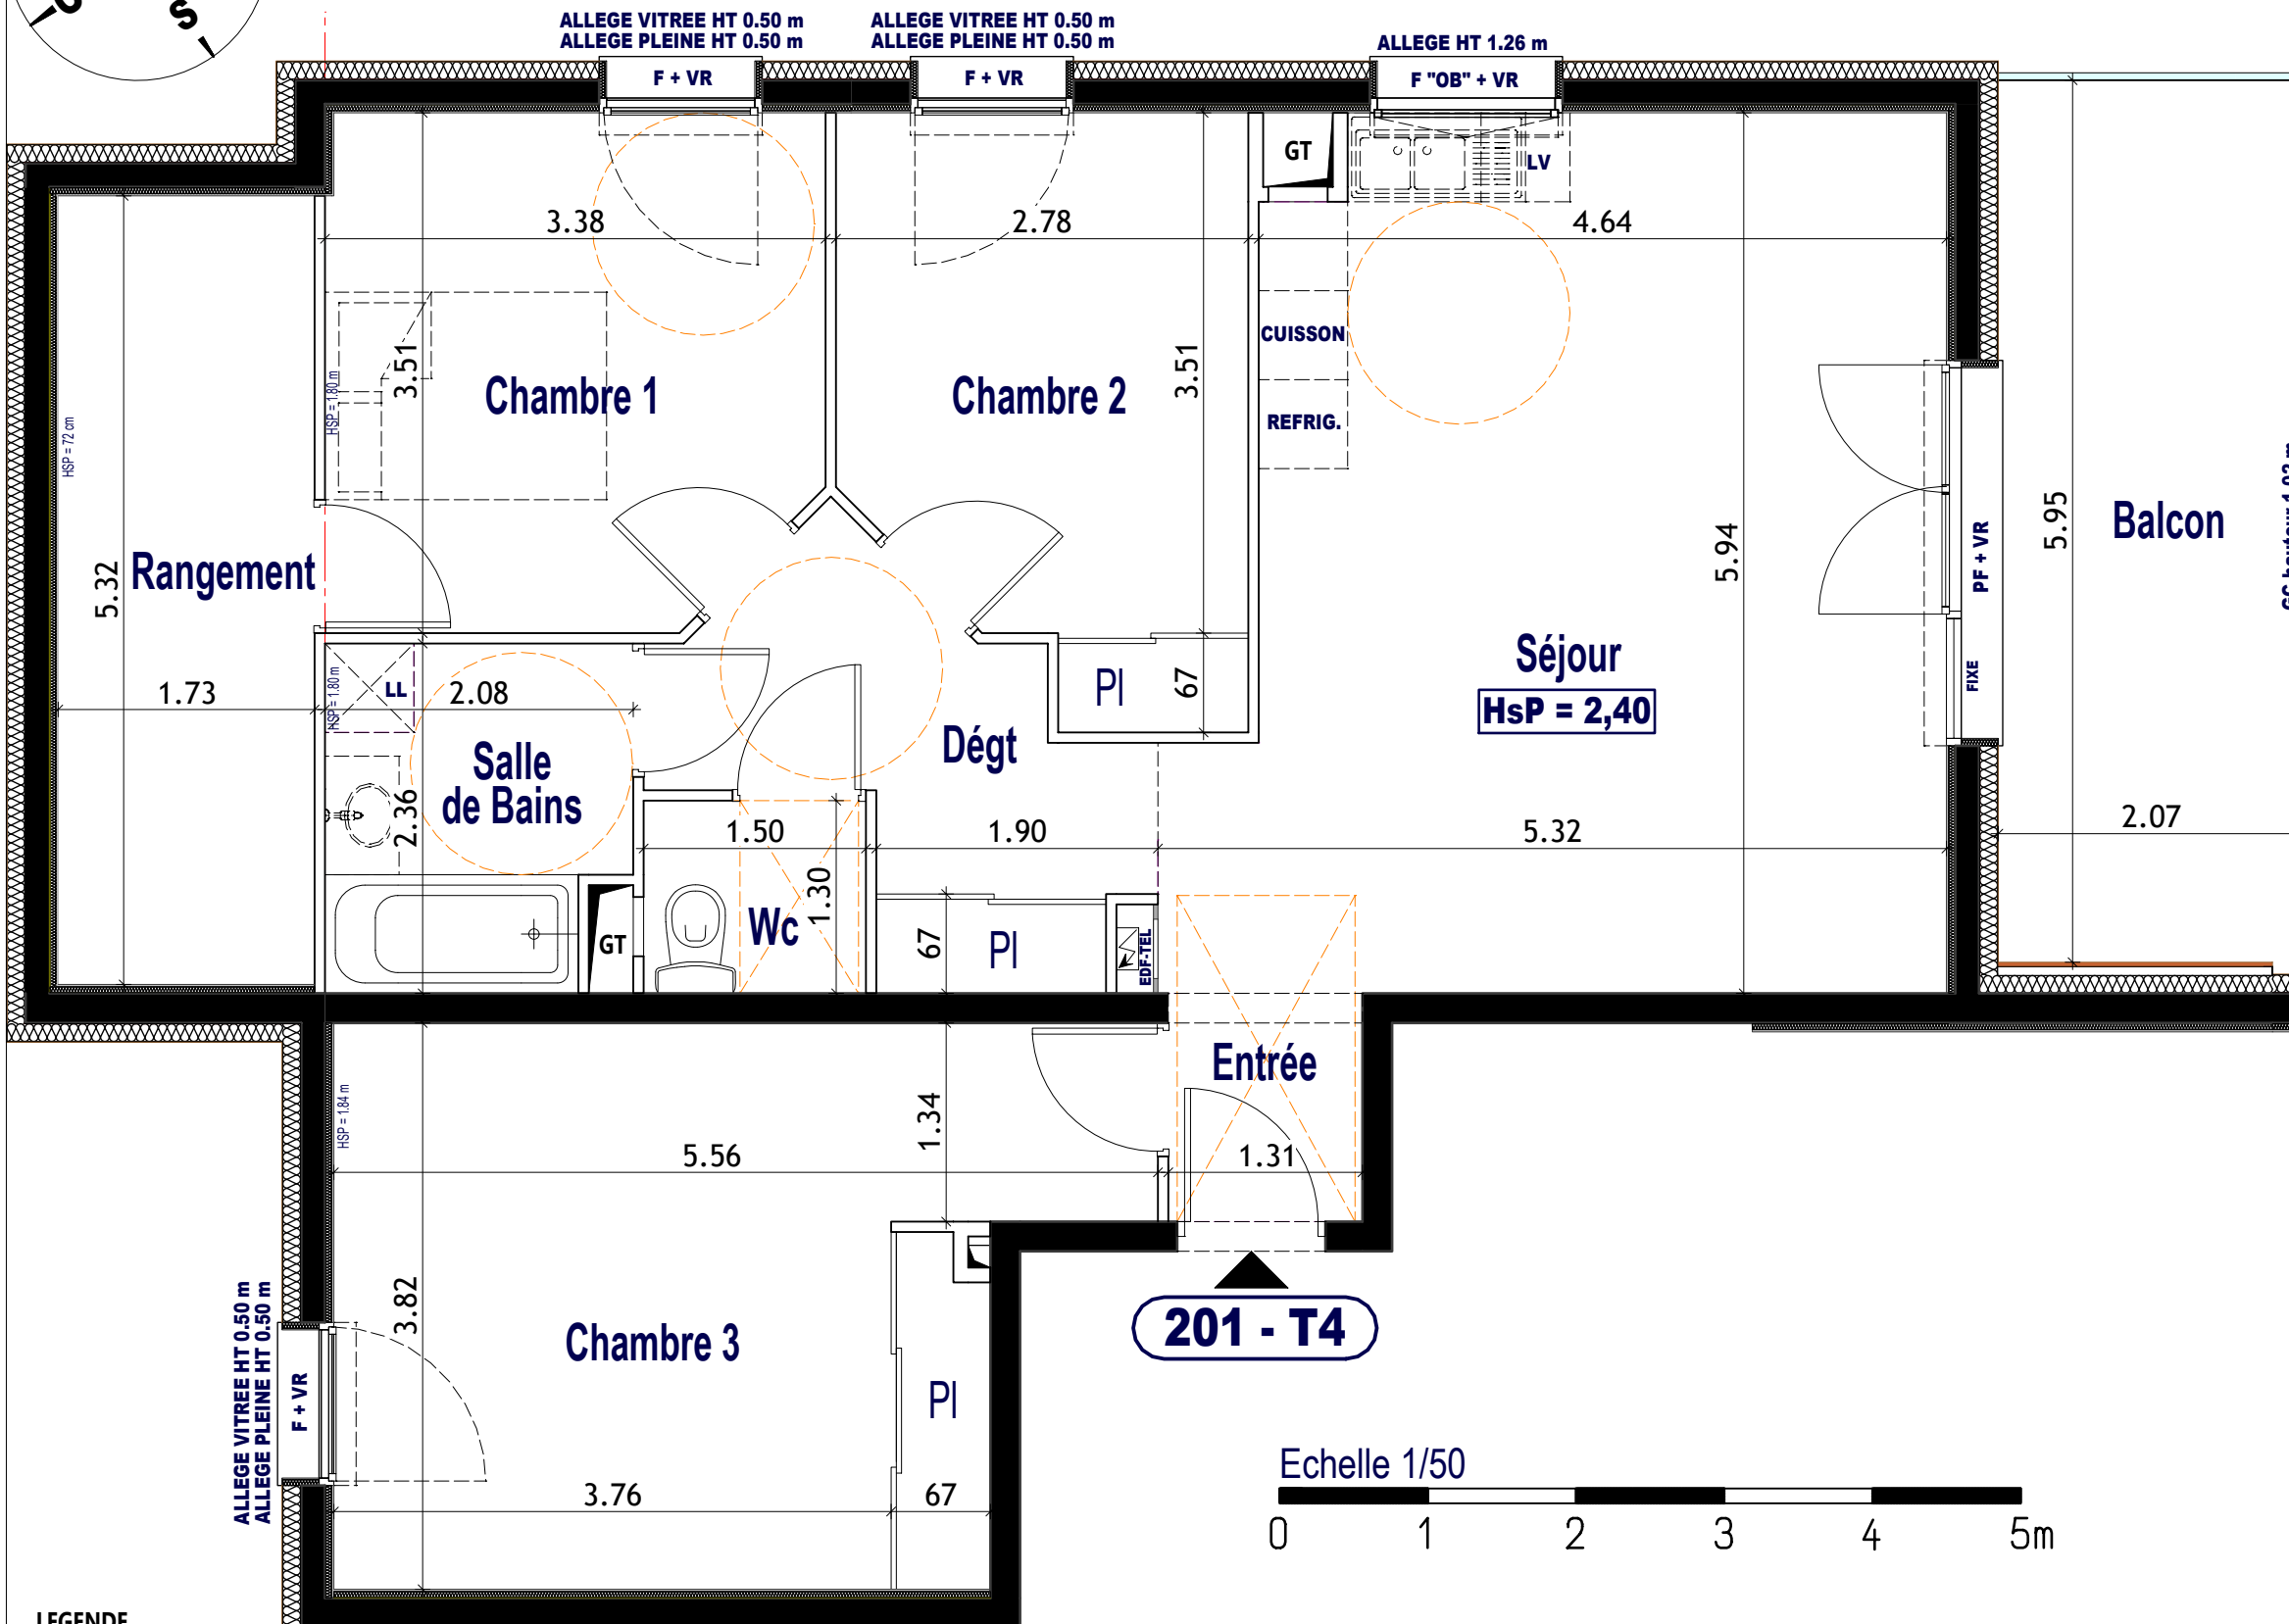 S
ALLEGE VITREE HT 0.50 m
ALLEGE PLEINE HT 0.50 m
ALLEGE VITREE HT 0.50 m
ALLEGE PLEINE HT 0.50 m
ALLEGE HT 1.26 m
F + VR
F + VR
F "OB" + VR
GT
LV
3.38
2.78
4.64
CUISSON
REFRIG.
3.51
3.51
HSP = 1.80 m
HSP = 72 cm
Chambre 1
Chambre 2
5.94
5.95
Balcon
PF + VR
GC hauteur 1.02 m
Rangement
5.32
Séjour
HsP = 2,40
FIXE
Pl
67
1.73
HSP = 1.80 m
LL
2.08
Dégt
Salle
de Bains
2.36
1.50
1.90
5.32
2.07
1.30
Wc
GT
67
Pl
EDF-TEL
Entrée
HSP = 1.84 m
1.34
5.56
1.31
3.82
201 - T4
Chambre 3
ALLEGE VITREE HT 0.50 m
ALLEGE PLEINE HT 0.50 m
F + VR
Pl
3.76
67
Echelle 1/50
0 1 2 3 4 5m
LEGENDE